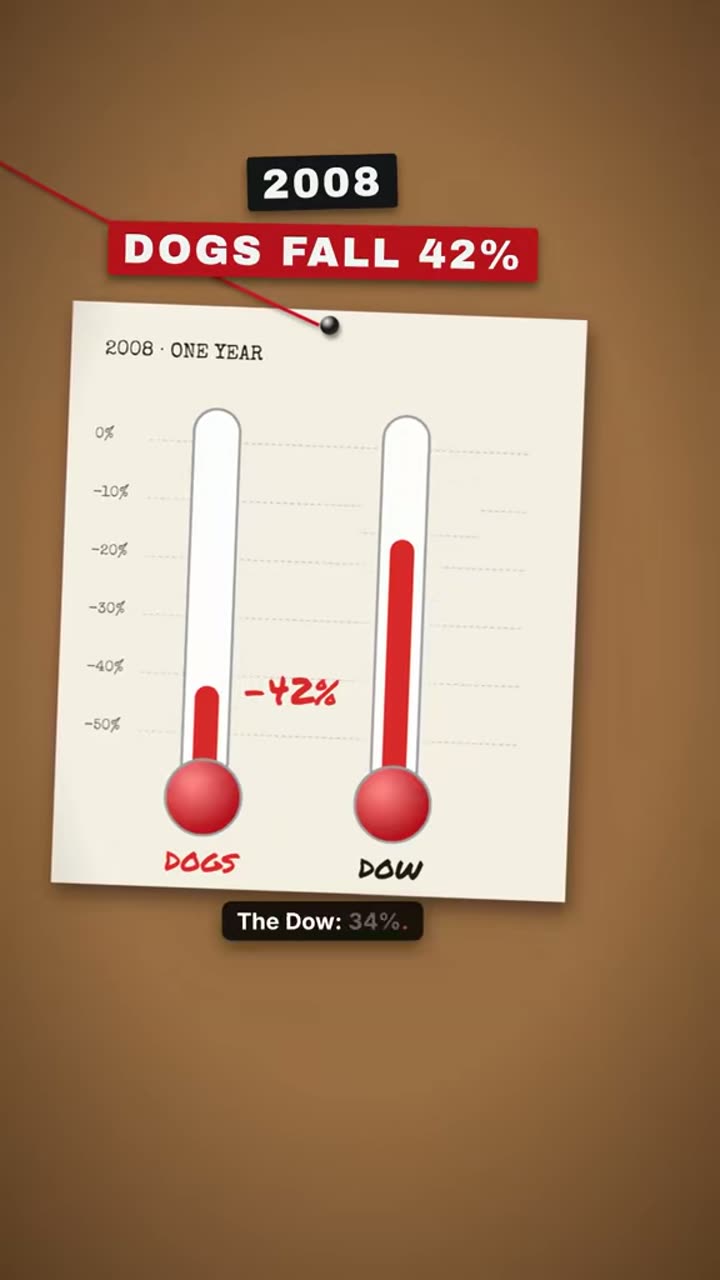 2008
DOGS FALL 42%
2008 · ONE YEAR
0%
-10%
-20%
-30%
-40%
-50%
-42%
DOGS
DOW
The Dow: 34%.